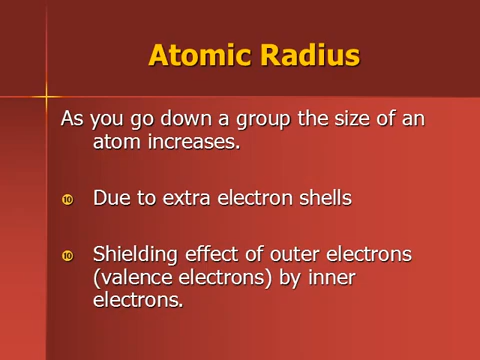 Atomic Radius
As you go down a group the size of an
atom increases.
❿ Due to extra electron shells
❿ Shielding effect of outer electrons
(valence electrons) by inner
electrons.